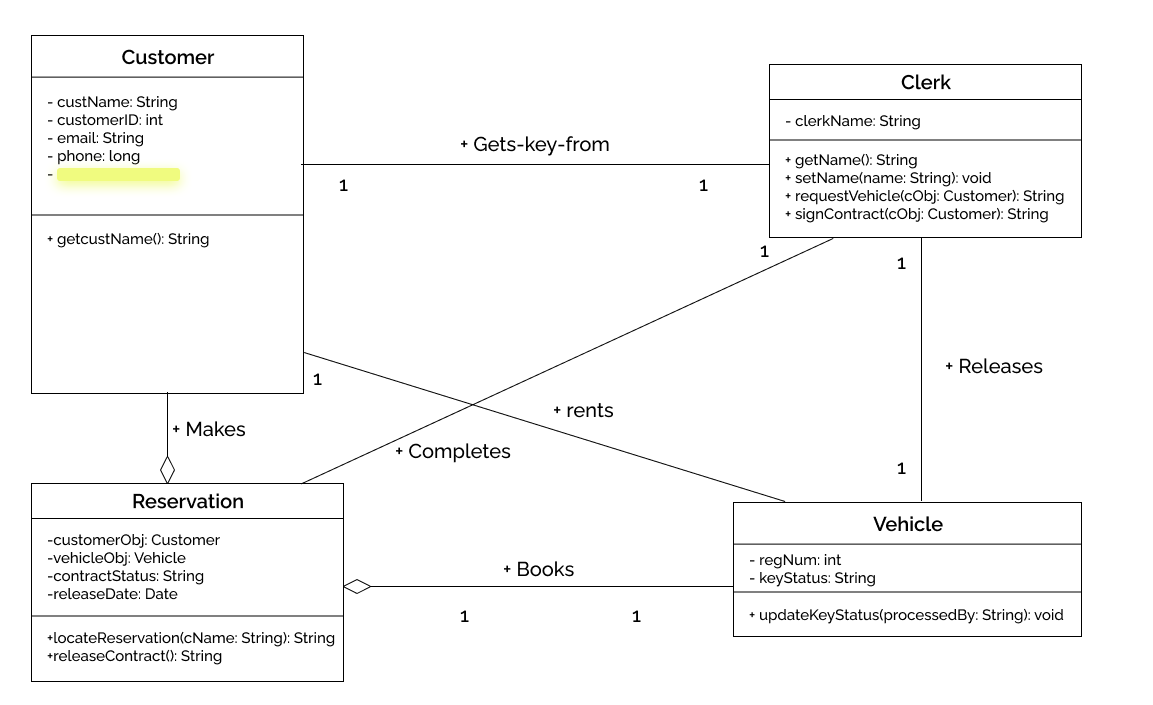 Customer
- custName: String
- customerID: int
- email: String
- phone: long
-
+ getcustName(): String
+ Gets-key-from
1
1
Clerk
- clerkName: String
+ getName(): String
+ setName(name: String): void
+ requestVehicle(cObj: Customer): String
+ signContract(cObj: Customer): String
1
1
+ Releases
1
1
+ rents
+ Makes
+ Completes
Reservation
-customerObj: Customer
-vehicleObj: Vehicle
-contractStatus: String
-releaseDate: Date
+locateReservation(cName: String): String
+releaseContract(): String
+ Books
1
1
Vehicle
- regNum: int
- keyStatus: String
+ updateKeyStatus(processedBy: String): void